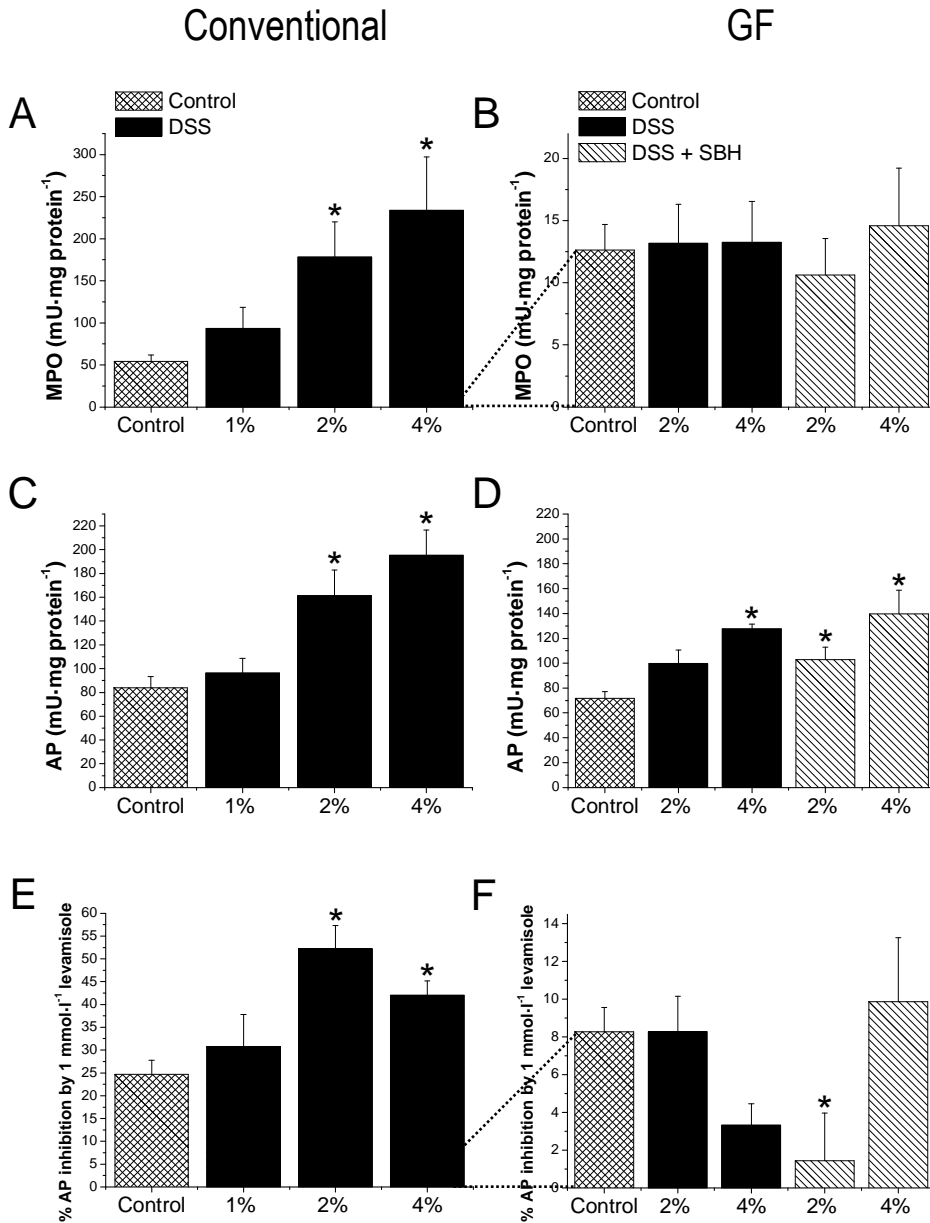 Conventional
GF
A
Control
DSS
MPO (mU·mg protein⁻¹)
300
250
200
150
100
50
0
*
*
Control 1% 2% 4%
B
Control
DSS
DSS + SBH
MPO (mU·mg protein⁻¹)
20
15
10
5
0
Control 2% 4% 2% 4%
C
AP (mU·mg protein⁻¹)
220
200
180
160
140
120
100
80
60
40
20
0
*
*
Control 1% 2% 4%
D
AP (mU·mg protein⁻¹)
220
200
180
160
140
120
100
80
60
40
20
0
*
*
*
Control 2% 4% 2% 4%
E
% AP inhibition by 1 mmol·l⁻¹ levamisole
60
55
50
45
40
35
30
25
20
15
10
5
0
*
*
Control 1% 2% 4%
F
% AP inhibition by 1 mmol·l⁻¹ levamisole
14
12
10
8
6
4
2
0
*
Control 2% 4% 2% 4%